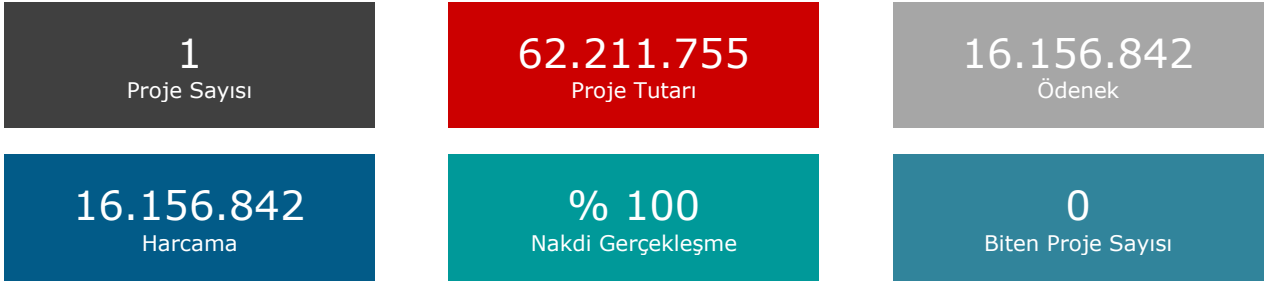 1
Proje Sayısı
62.211.755
Proje Tutarı
16.156.842
Ödenek
16.156.842
Harcama
% 100
Nakdi Gerçekleşme
0
Biten Proje Sayısı